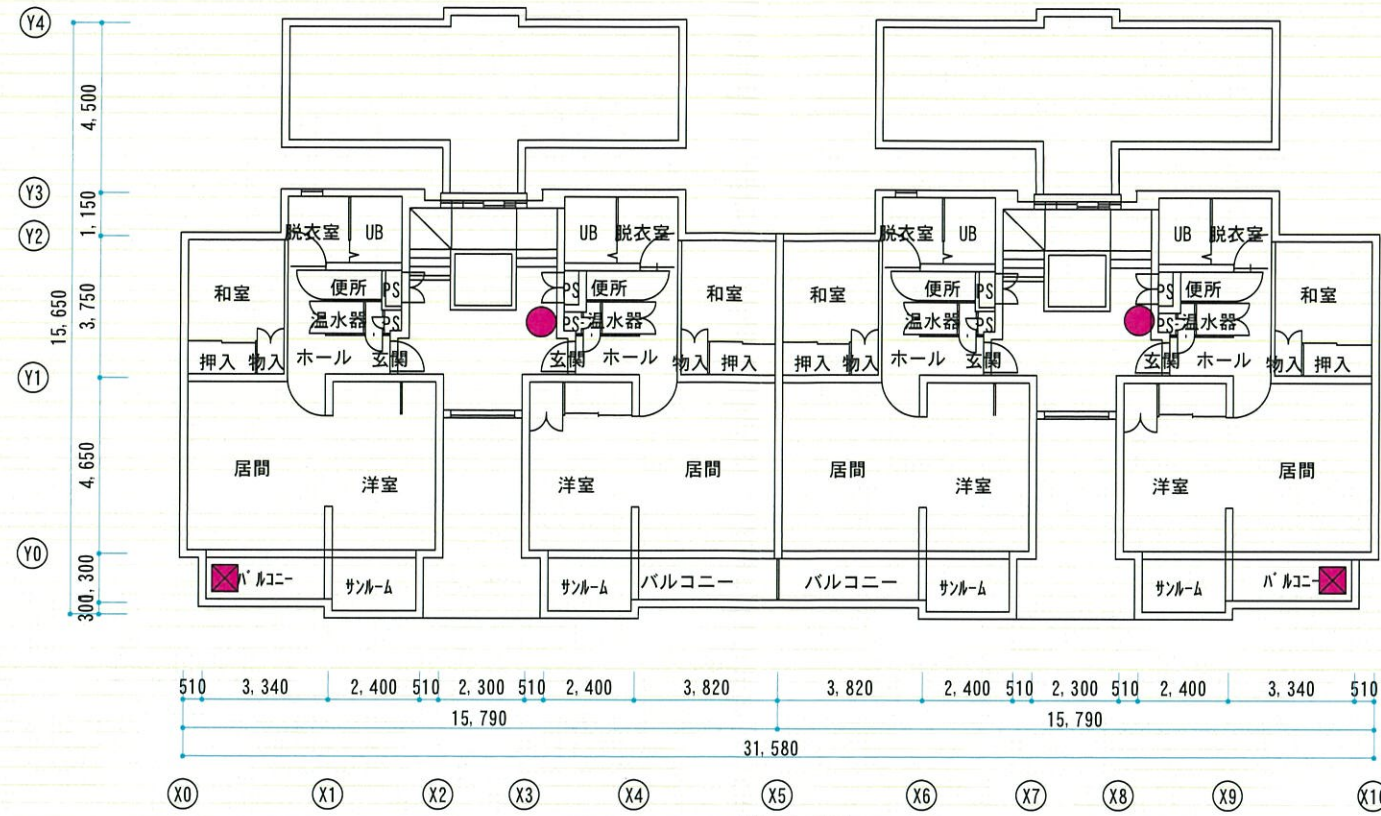 Y4
4,500
Y3
1,150
脱衣室 UB UB 脱衣室 脱衣室 UB UB 脱衣室
Y2
便所 PS PS 便所 便所 PS PS 便所
和室 和室 和室 和室
15,650
3,750
温水器 PS PS 温水器 温水器 PS PS 温水器
押入 物入 ホール 玄関 玄関 ホール 物入 押入 押入 物入 ホール 玄関 玄関 ホール 物入 押入
Y1
4,650
居間 洋室 洋室 居間 居間 洋室 洋室 居間
Y0
1,300
バルコニー サンルーム サンルーム バルコニー バルコニー サンルーム サンルーム バルコニー
300
510 3,340 2,400 510 2,300 510 2,400 3,820 3,820 2,400 510 2,300 510 2,400 3,340 510
15,790 15,790
31,580
X0 X1 X2 X3 X4 X5 X6 X7 X8 X9 X10